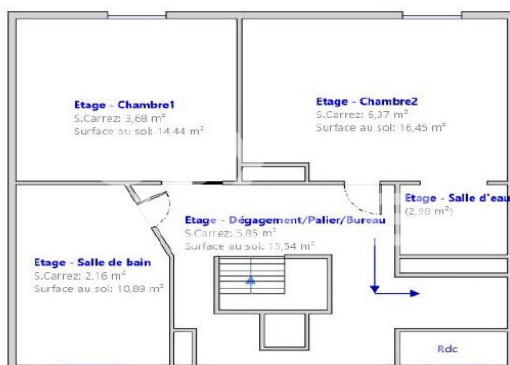 Etage - Chambre1
S.Carrez: 3,68 m²
Surface au sol: 14,44 m²
Etage - Chambre2
S.Carrez: 6,37 m²
Surface au sol: 16,45 m²
Etage - Salle d'eau
(2,98 m²)
Etage - Dégagement/Palier/Bureau
S.Carrez: 5,85 m²
Surface au sol: 15,54 m²
Etage - Salle de bain
S.Carrez: 2,16 m²
Surface au sol: 10,89 m²
Rdc